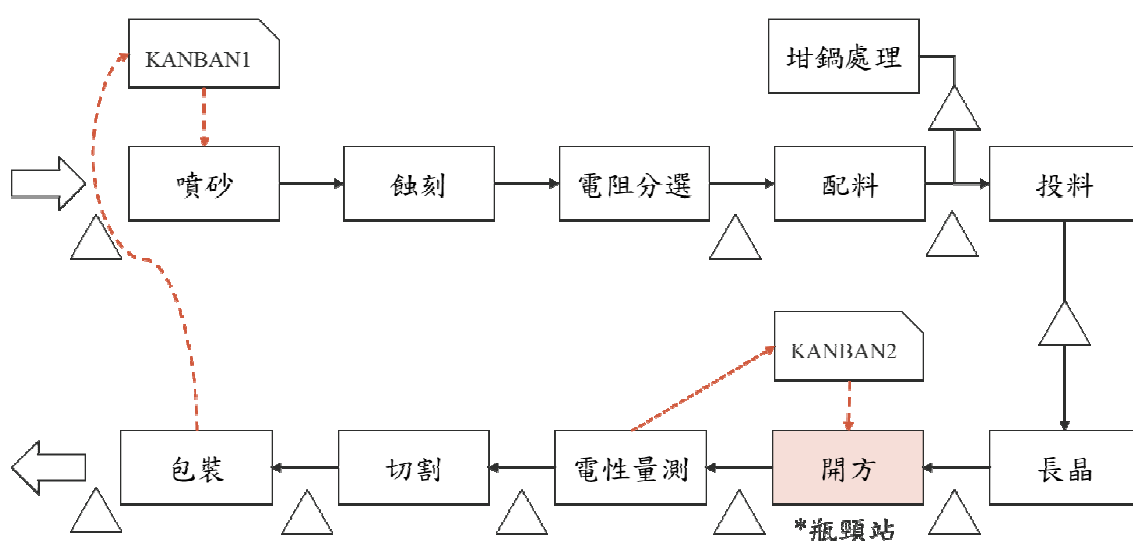 KANBAN1
坩鍋處理
噴砂
蝕刻
電阻分選
配料
投料
KANBAN2
包裝
切割
電性量測
開方
長晶
*瓶頸站